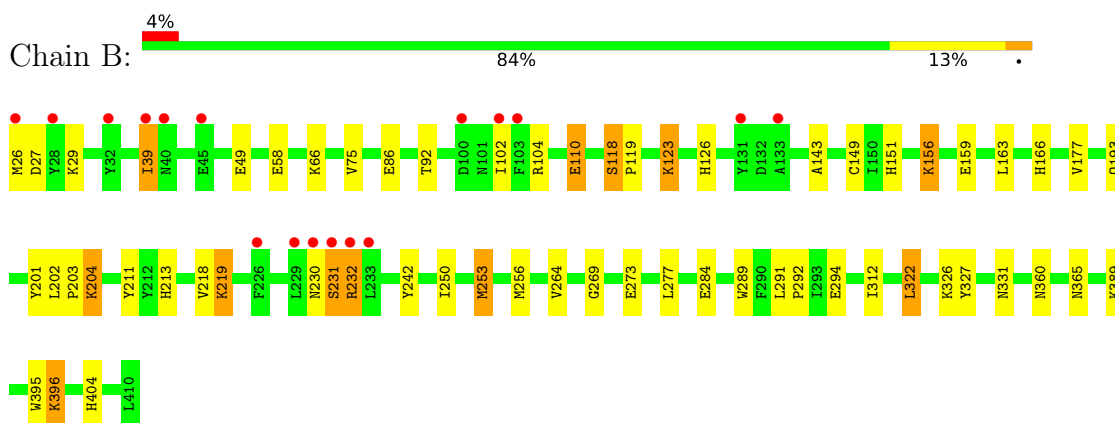 4%
Chain B:
84% 13% •
M26 D27 Y28 K29 Y32 I39 N40 E45 E49 E58 K66 V75 E86 T92 D100 N101 I102 F103 R104 E110 S118 P119 K123 H126 Y131 D132 A133 A143 C149 I150 H151 K156 E159 L163 H166 V177
Y201 L202 P203 K204 Y211 Y212 H213 V218 K219 F226 L229 N230 S231 R232 L233 Y242 I250 M253 M256 V264 G269 E273 L277 E284 W289 F290 L291 P292 I293 E294 I312 L322 K326 Y327 N331 N360 N365
W395 K396 H404 L410